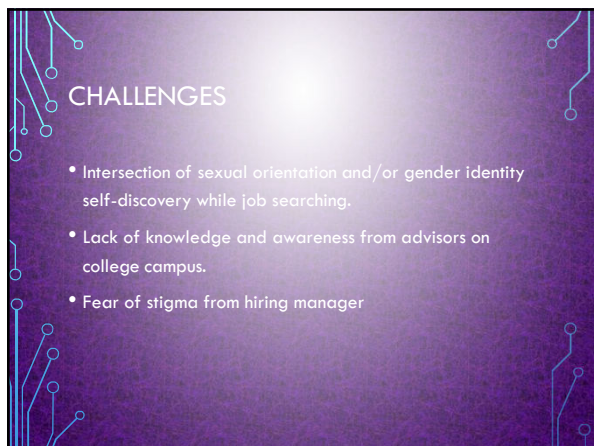 CHALLENGES
• Intersection of sexual orientation and/or gender identity
self-discovery while job searching.
• Lack of knowledge and awareness from advisors on
college campus.
• Fear of stigma from hiring manager